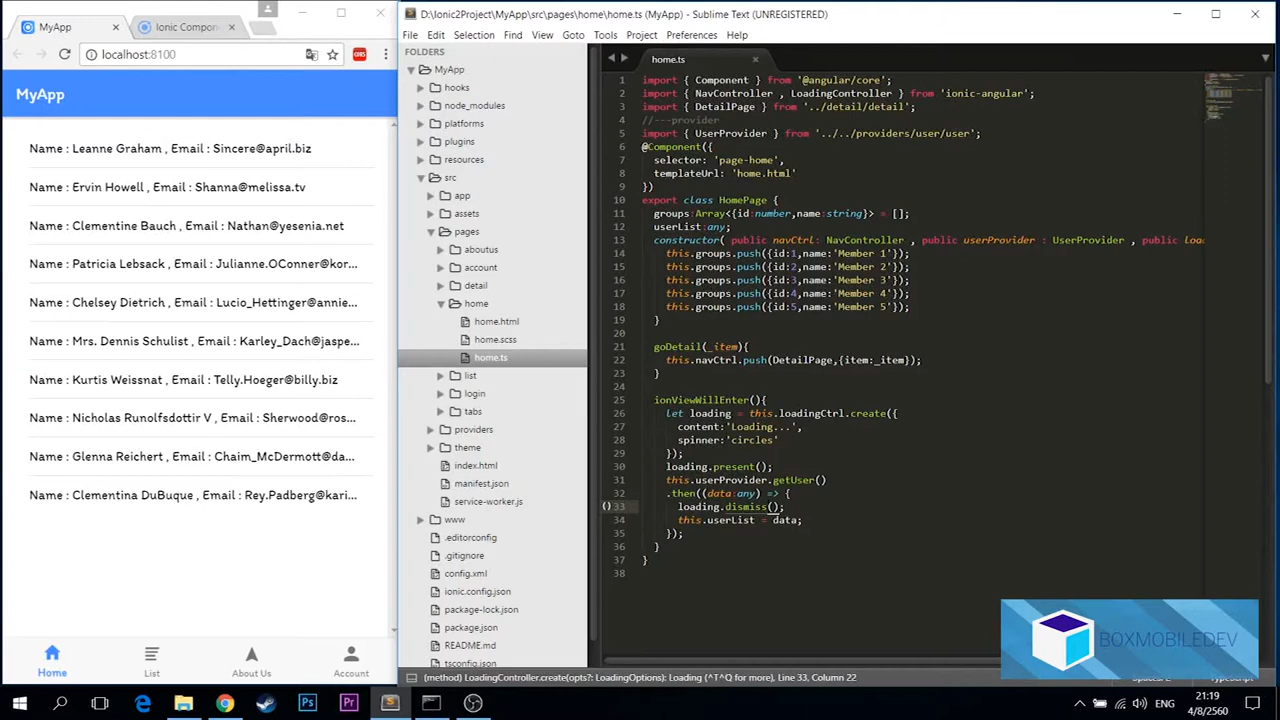 MyApp
Ionic Compon
localhost:8100
MyApp
Name : Leanne Graham , Email : Sincere@april.biz
Name : Ervin Howell , Email : Shanna@melissa.tv
Name : Clementine Bauch , Email : Nathan@yesenia.net
Name : Patricia Lebsack , Email : Julianne.OConner@kor...
Name : Chelsey Dietrich , Email : Lucio_Hettinger@annie...
Name : Mrs. Dennis Schulist , Email : Karley_Dach@jaspe...
Name : Kurtis Weissnat , Email : Telly.Hoeger@billy.biz
Name : Nicholas Runolfsdottir V , Email : Sherwood@ros...
Name : Glenna Reichert , Email : Chaim_McDermott@da...
Name : Clementina DuBuque , Email : Rey.Padberg@kari...
Home
List
About Us
Account
D:\Ionic2Project\MyApp\src\pages\home\home.ts (MyApp) - Sublime Text (UNREGISTERED)
File Edit Selection Find View Goto Tools Project Preferences Help
FOLDERS
MyApp
hooks
node_modules
platforms
plugins
resources
src
app
assets
pages
aboutus
account
detail
home
home.html
home.scss
home.ts
list
login
tabs
providers
theme
index.html
manifest.json
service-worker.js
www
.editorconfig
.gitignore
config.xml
ionic.config.json
package-lock.json
package.json
README.md
tsconfig.json
home.ts
1 import { Component } from '@angular/core';
2 import { NavController , LoadingController } from 'ionic-angular';
3 import { DetailPage } from '../detail/detail';
4 //---provider
5 import { UserProvider } from '../../providers/user/user';
6 @Component({
7 selector: 'page-home',
8 templateUrl: 'home.html'
9 })
10 export class HomePage {
11 groups:Array<{id:number,name:string}> = [];
12 userList:any;
13 constructor( public navCtrl: NavController , public userProvider : UserProvider , public loa
14 this.groups.push({id:1,name:'Member 1'});
15 this.groups.push({id:2,name:'Member 2'});
16 this.groups.push({id:3,name:'Member 3'});
17 this.groups.push({id:4,name:'Member 4'});
18 this.groups.push({id:5,name:'Member 5'});
19 }
20
21 goDetail(_item){
22 this.navCtrl.push(DetailPage,{item:_item});
23 }
24
25 ionViewWillEnter(){
26 let loading = this.loadingCtrl.create({
27 content:'Loading...',
28 spinner:'circles'
29 });
30 loading.present();
31 this.userProvider.getUser()
32 .then((data:any) => {
33 loading.dismiss();
34 this.userList = data;
35 });
36 }
37 }
38
BOXMOBILEDEV
(method) LoadingController.create(opts?: LoadingOptions): Loading (^T^Q for more), Line 33, Column 22
ENG
21:19
4/8/2560